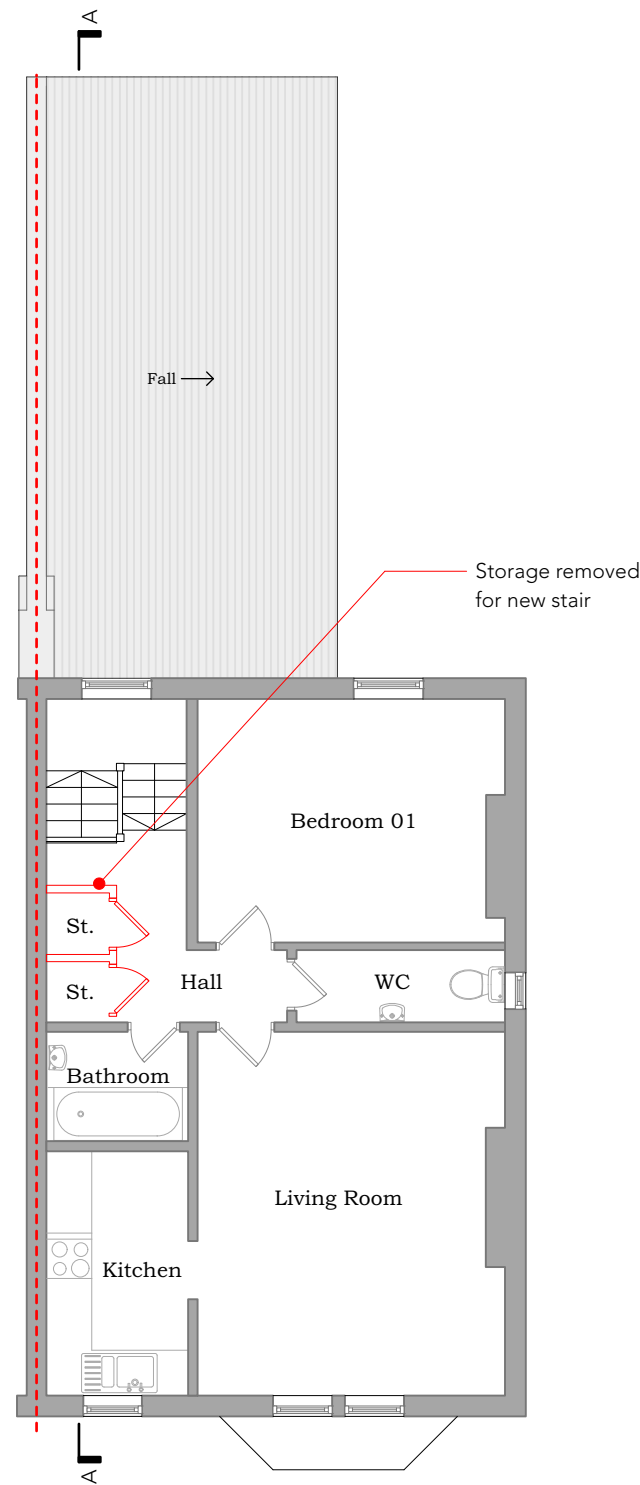 A
Fall
Storage removed
for new stair
Bedroom 01
St.
St.
Hall
WC
Bathroom
Living Room
Kitchen
A